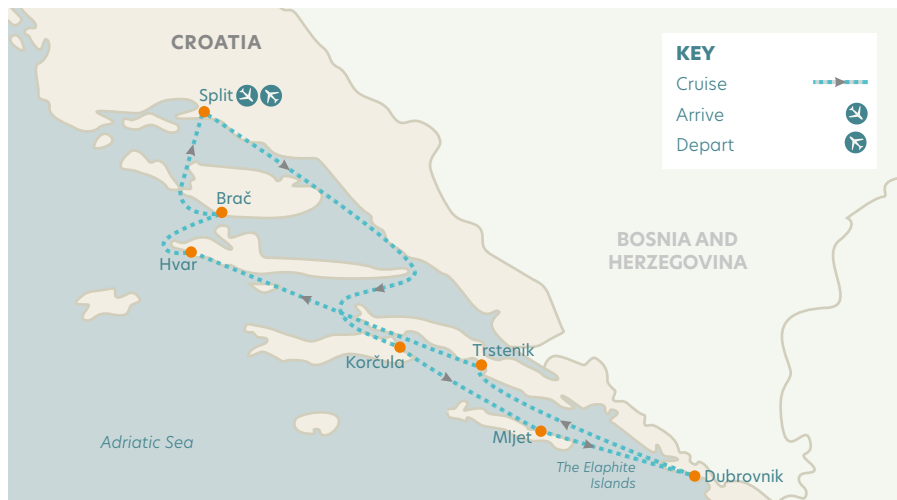 CROATIA
KEY
Cruise
Arrive
Depart
Split
Brač
Hvar
BOSNIA AND
HERZEGOVINA
Korčula
Trstenik
Mljet
Adriatic Sea
The Elaphite
Islands
Dubrovnik